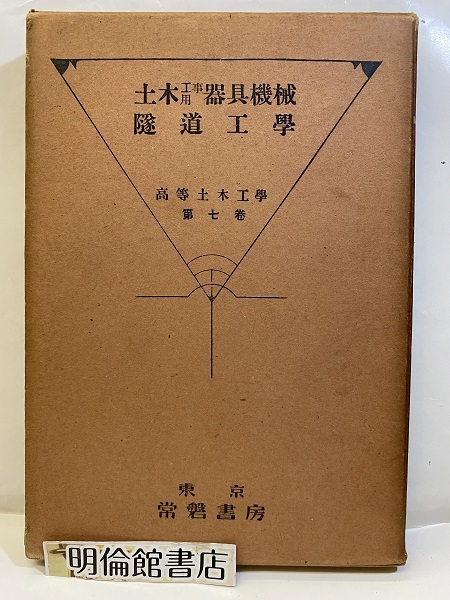 土木工事用器具機械
隧道工學
高等土木工學
第七卷
東京
常磐書房
明倫館書店